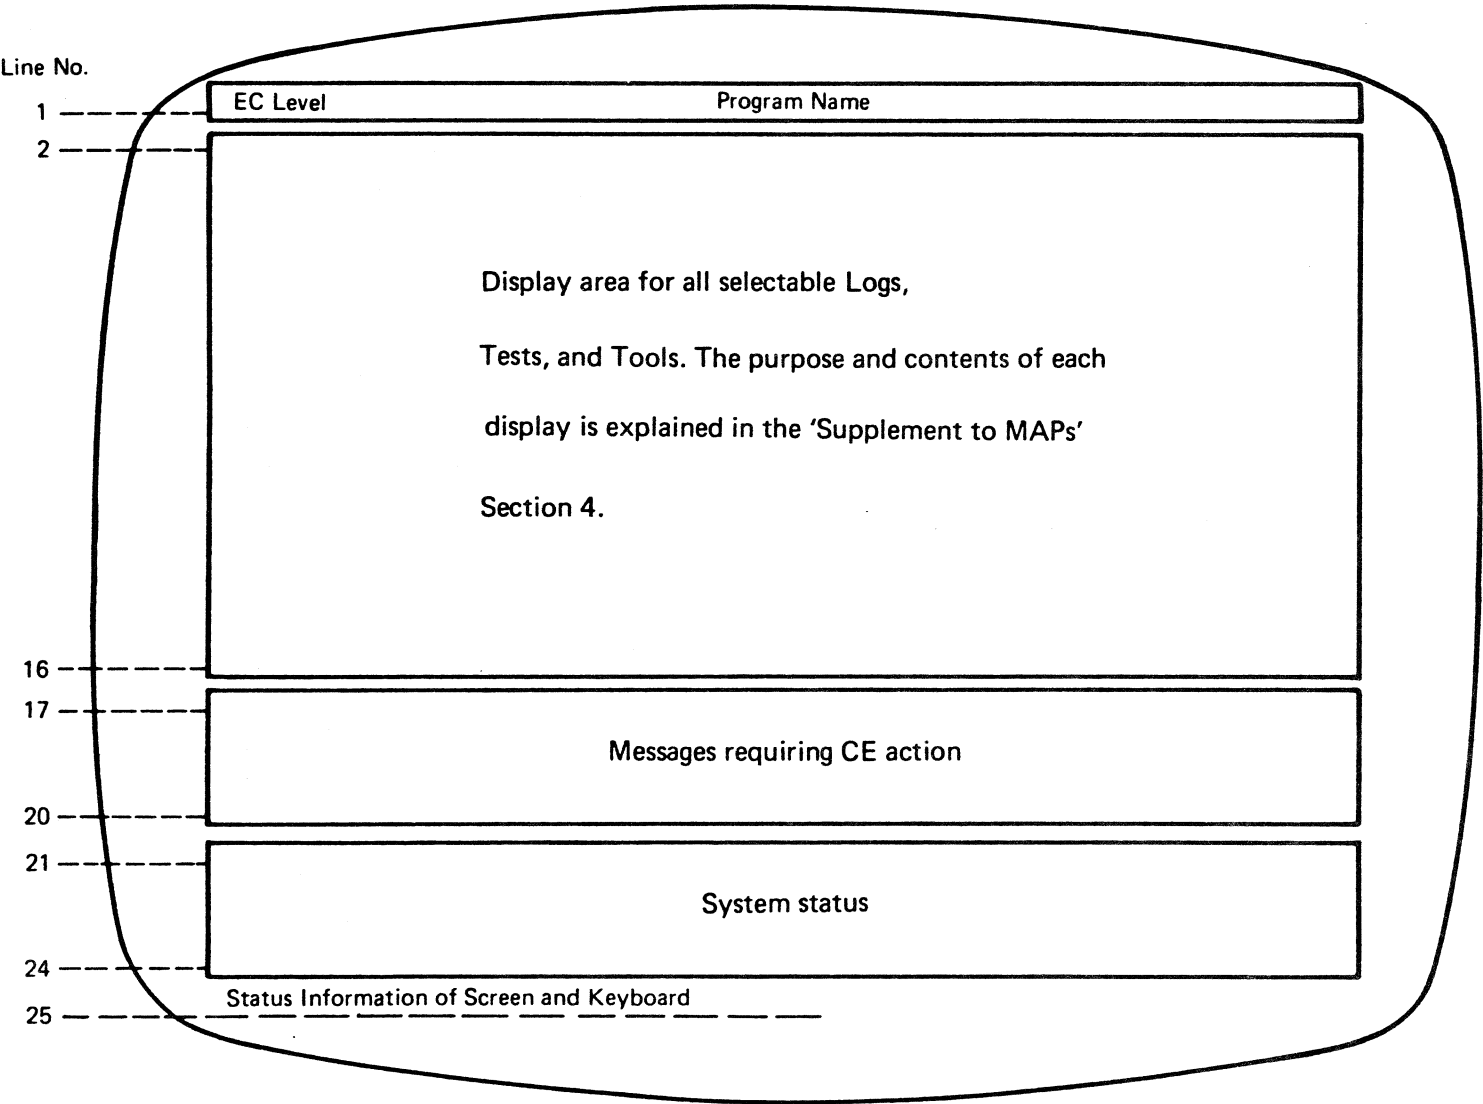 Line No.
1 EC Level Program Name
2
Display area for all selectable Logs,
Tests, and Tools. The purpose and contents of each
display is explained in the 'Supplement to MAPs'
Section 4.
16
17
Messages requiring CE action
20
21
System status
24
Status Information of Screen and Keyboard
25